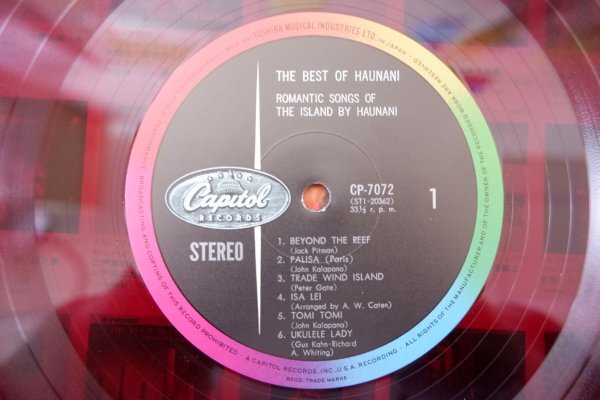 MFD. BY TOSHIBA MUSICAL INDUSTRIES LTD. IN JAPAN
ALL RIGHTS OF THE MANUFACTURER AND OF THE OWNER OF THE RECORDED WORK ARE RESERVED
PERFORMANCE, BROADCASTING AND COPYING OF THIS RECORD PROHIBITED
A CAPITOL RECORDS, INC., U.S.A. RECORDING
REGD. TRADE MARKS
THE BEST OF HAUNANI
ROMANTIC SONGS OF
THE ISLAND BY HAUNANI
Capitol
RECORDS
STEREO
CP-7072
(ST1-20362)
33⅓ r. p. m.
1
1. BEYOND THE REEF
(Jack Pitman)
2. PALISA (Paris)
(John Kalapana)
3. TRADE WIND ISLAND
(Peter Gate)
4. ISA LEI
(Arranged by A. W. Caten)
5. TOMI TOMI
(John Kalapana)
6. UKULELE LADY
(Gus Kahn-Richard
A. Whiting)